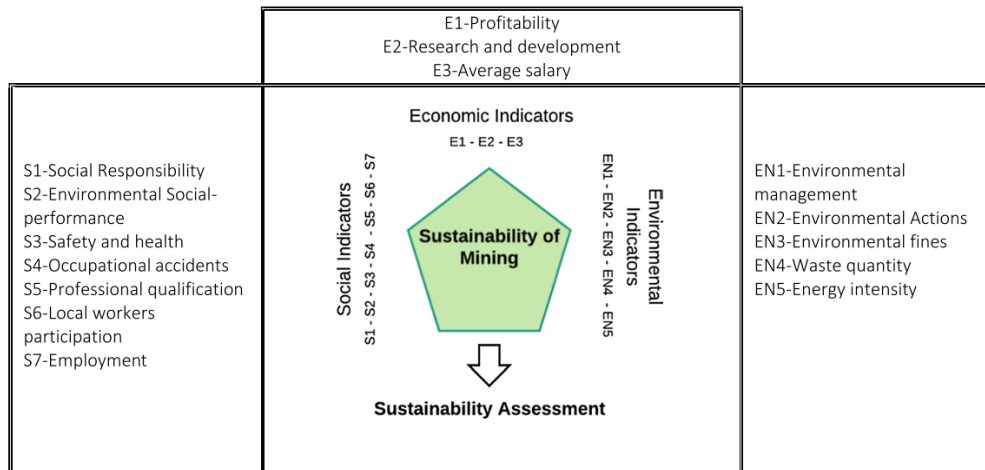 E1-Profitability
E2-Research and development
E3-Average salary
S1-Social Responsibility
S2-Environmental Social-
performance
S3-Safety and health
S4-Occupational accidents
S5-Professional qualification
S6-Local workers
participation
S7-Employment
Economic Indicators
E1 - E2 - E3
Social Indicators
S1 - S2 - S3 - S4 - S5 - S6 - S7
Sustainability of
Mining
EN1 - EN2 - EN3 - EN4 - EN5
Environmental
Indicators
Sustainability Assessment
EN1-Environmental
management
EN2-Environmental Actions
EN3-Environmental fines
EN4-Waste quantity
EN5-Energy intensity